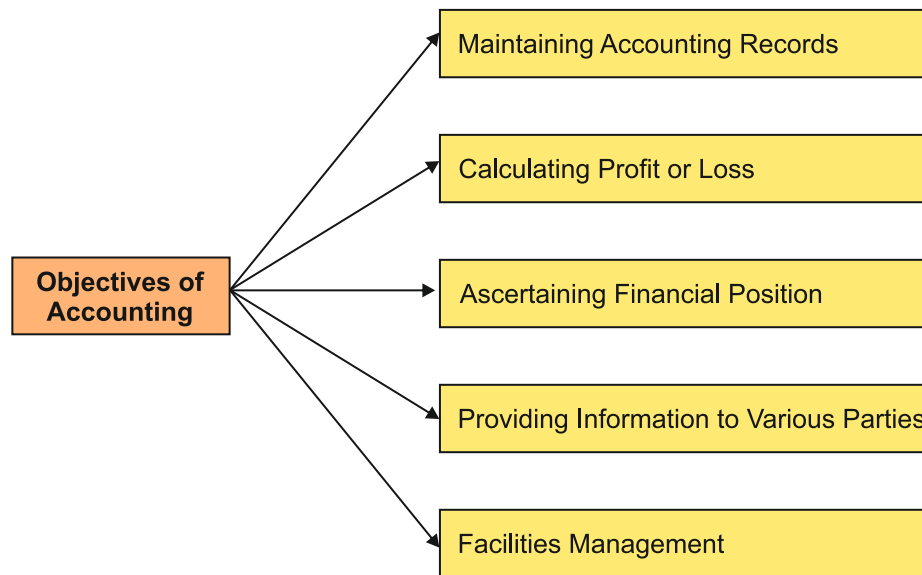 Maintaining Accounting Records
Calculating Profit or Loss
Objectives of
Accounting
Ascertaining Financial Position
Providing Information to Various Parties
Facilities Management